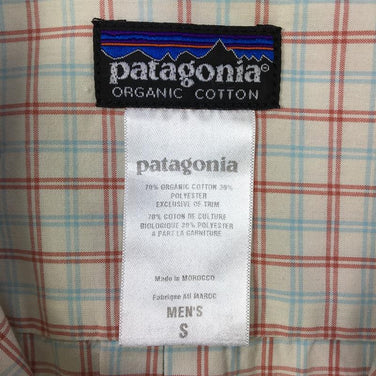 patagonia®
ORGANIC COTTON
patagonia
70% ORGANIC COTTON 30%
POLYESTER
EXCLUSIVE OF TRIM
70% COTON DE CULTURE
BIOLOGIQUE 30% POLYESTER
A PART LA GARNITURE
Made in MOROCCO
Fabrique AU MAROC
MEN'S
S